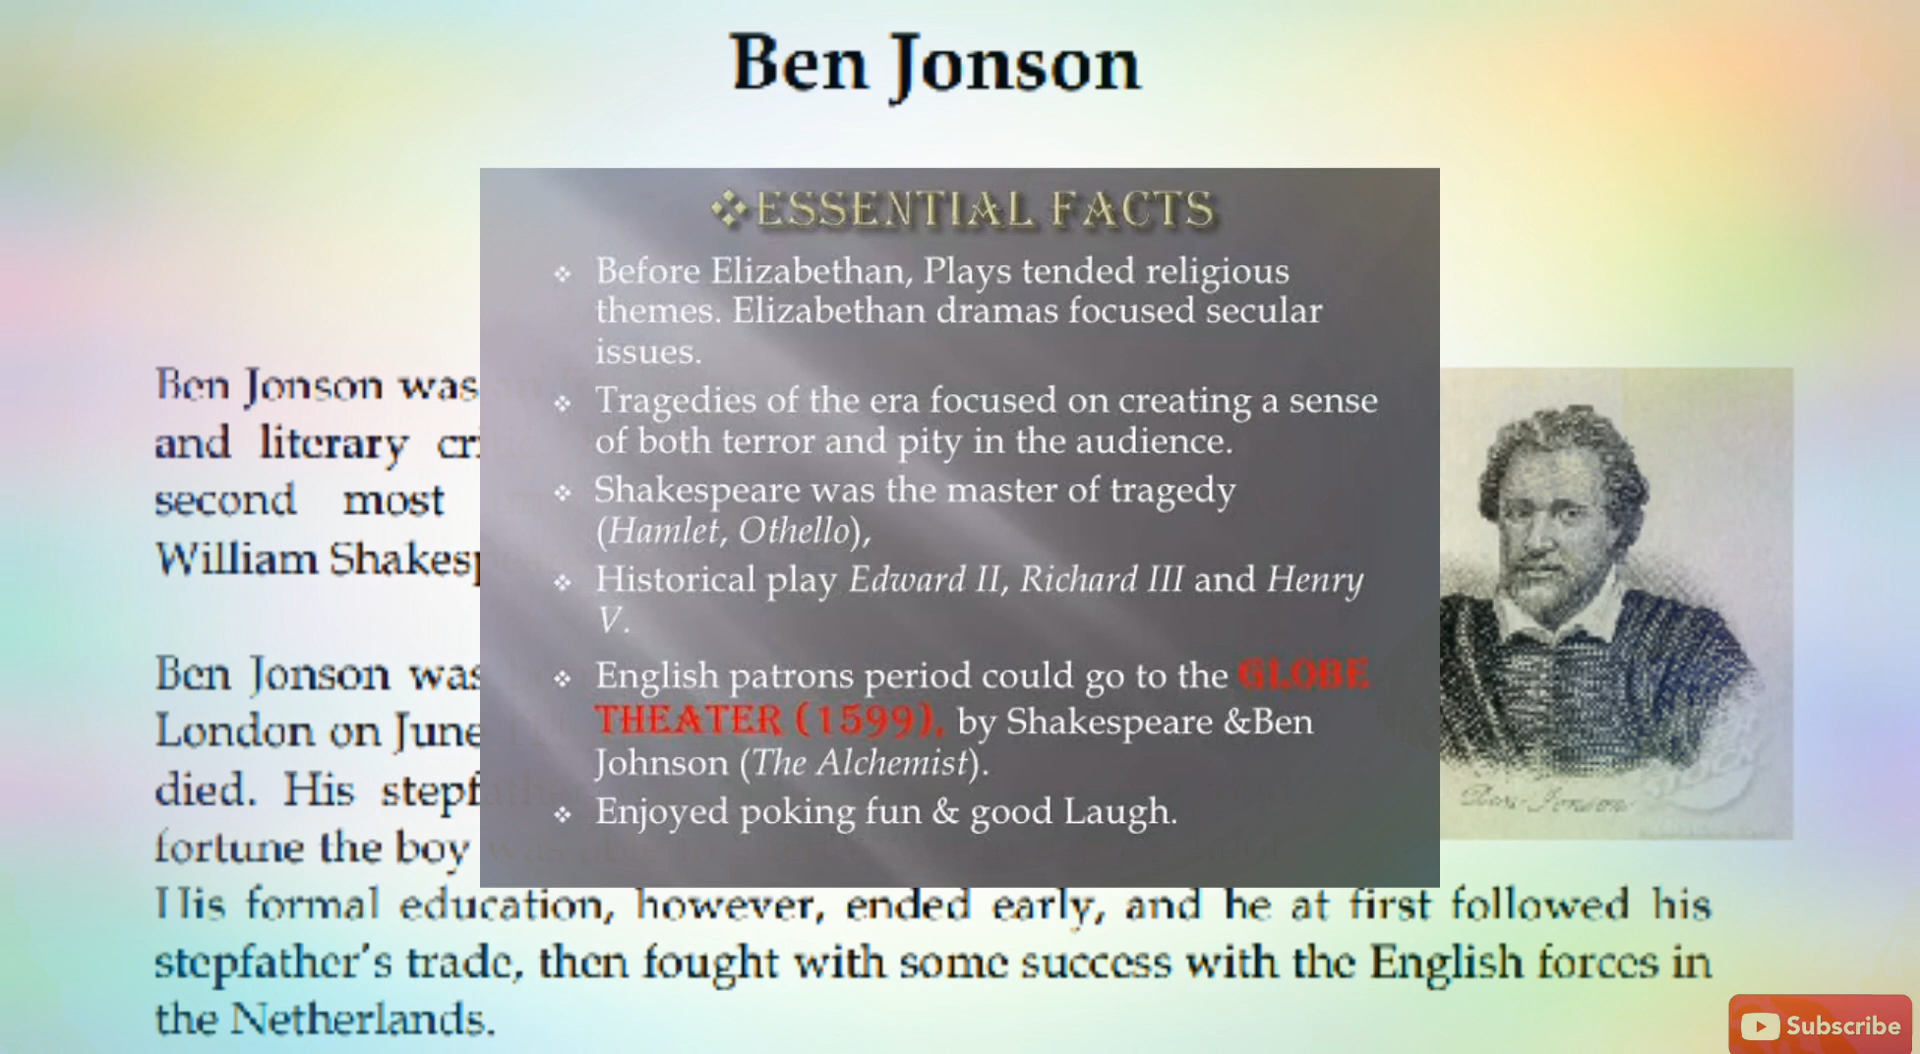 Ben Jonson
❖ESSENTIAL FACTS
❖ Before Elizabethan, Plays tended religious
themes. Elizabethan dramas focused secular
issues.
❖ Tragedies of the era focused on creating a sense
of both terror and pity in the audience.
❖ Shakespeare was the master of tragedy
(Hamlet, Othello),
❖ Historical play Edward II, Richard III and Henry
V.
❖ English patrons period could go to the GLOBE
THEATER (1599), by Shakespeare &Ben
Johnson (The Alchemist).
❖ Enjoyed poking fun & good Laugh.
Ben Jonson was
and literary
second most
William
Ben Jonson was
London on June
died. His
fortune the boy
His formal education, however, ended early, and he at first followed his
stepfather's trade, then fought with some success with the English forces in
the Netherlands.
Ben Jonson
Subscribe